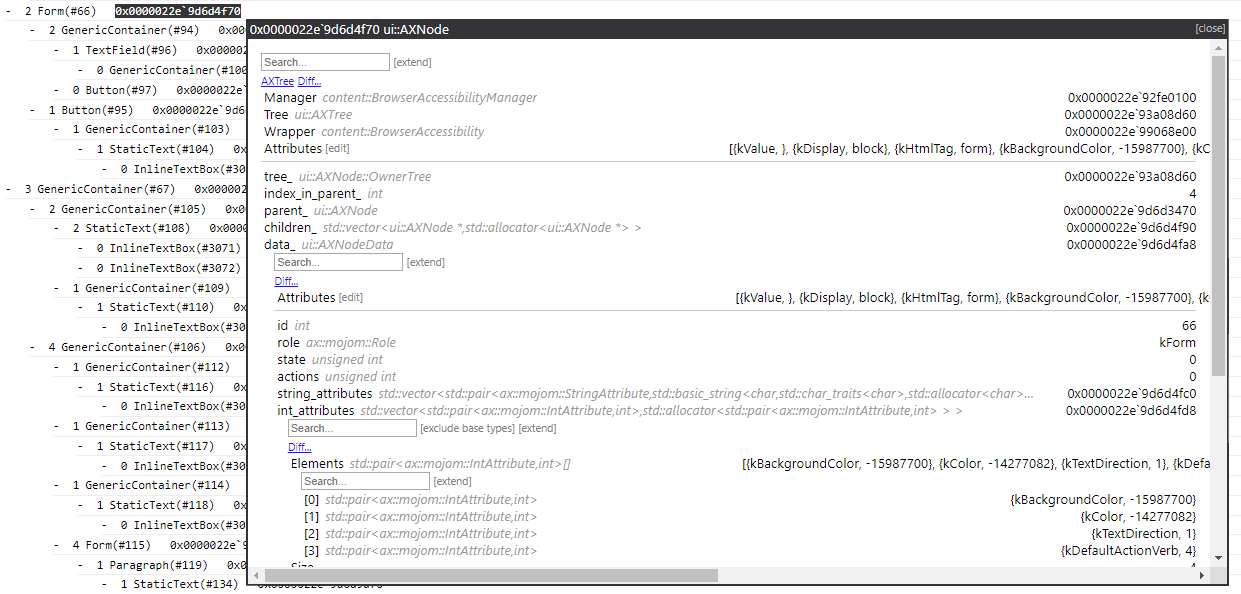 - 2 Form(#66) 0x0000022e`9d6d4f70
- 2 GenericContainer(#94) 0x00
- 1 TextField(#96) 0x000002
- 0 GenericContainer(#100
- 0 Button(#97) 0x0000022e`
- 1 Button(#95) 0x0000022e`9d6
- 1 GenericContainer(#103)
- 1 StaticText(#104) 0x
- 0 InlineTextBox(#30
- 3 GenericContainer(#67) 0x000002
- 2 GenericContainer(#105) 0x0
- 2 StaticText(#108) 0x000
- 0 InlineTextBox(#3071)
- 0 InlineTextBox(#3072)
- 1 GenericContainer(#109)
- 1 StaticText(#110) 0x
- 0 InlineTextBox(#30
- 4 GenericContainer(#106) 0x0
- 1 GenericContainer(#112)
- 1 StaticText(#116) 0x
- 0 InlineTextBox(#30
- 1 GenericContainer(#113)
- 1 StaticText(#117) 0x
- 0 InlineTextBox(#30
- 1 GenericContainer(#114)
- 1 StaticText(#118) 0x
- 0 InlineTextBox(#30
- 4 Form(#115) 0x0000022e`9
- 1 Paragraph(#119) 0x0
- 1 StaticText(#134)
0x0000022e`9d6d4f70 ui::AXNode [close]
Search... [extend]
AXTree Diff...
Manager content::BrowserAccessibilityManager 0x0000022e`92fe0100
Tree ui::AXTree 0x0000022e`93a08d60
Wrapper content::BrowserAccessibility 0x0000022e`99068e00
Attributes [edit] [{kValue, }, {kDisplay, block}, {kHtmlTag, form}, {kBackgroundColor, -15987700}, {kC
tree_ ui::AXNode::OwnerTree 0x0000022e`93a08d60
index_in_parent_ int 4
parent_ ui::AXNode 0x0000022e`9d6d3470
children_ std::vector<ui::AXNode *,std::allocator<ui::AXNode *> > 0x0000022e`9d6d4f90
data_ ui::AXNodeData 0x0000022e`9d6d4fa8
Search... [extend]
Diff...
Attributes [edit] [{kValue, }, {kDisplay, block}, {kHtmlTag, form}, {kBackgroundColor, -15987700}, {k
id int 66
role ax::mojom::Role kForm
state unsigned int 0
actions unsigned int 0
string_attributes std::vector<std::pair<ax::mojom::StringAttribute,std::basic_string<char,std::char_traits<char>,std::allocator<char>... 0x0000022e`9d6d4fc0
int_attributes std::vector<std::pair<ax::mojom::IntAttribute,int>,std::allocator<std::pair<ax::mojom::IntAttribute,int> > > 0x0000022e`9d6d4fd8
Search... [exclude base types] [extend]
Diff...
Elements std::pair<ax::mojom::IntAttribute,int>[] [{kBackgroundColor, -15987700}, {kColor, -14277082}, {kTextDirection, 1}, {kDefa
Search... [extend]
[0] std::pair<ax::mojom::IntAttribute,int> {kBackgroundColor, -15987700}
[1] std::pair<ax::mojom::IntAttribute,int> {kColor, -14277082}
[2] std::pair<ax::mojom::IntAttribute,int> {kTextDirection, 1}
[3] std::pair<ax::mojom::IntAttribute,int> {kDefaultActionVerb, 4}